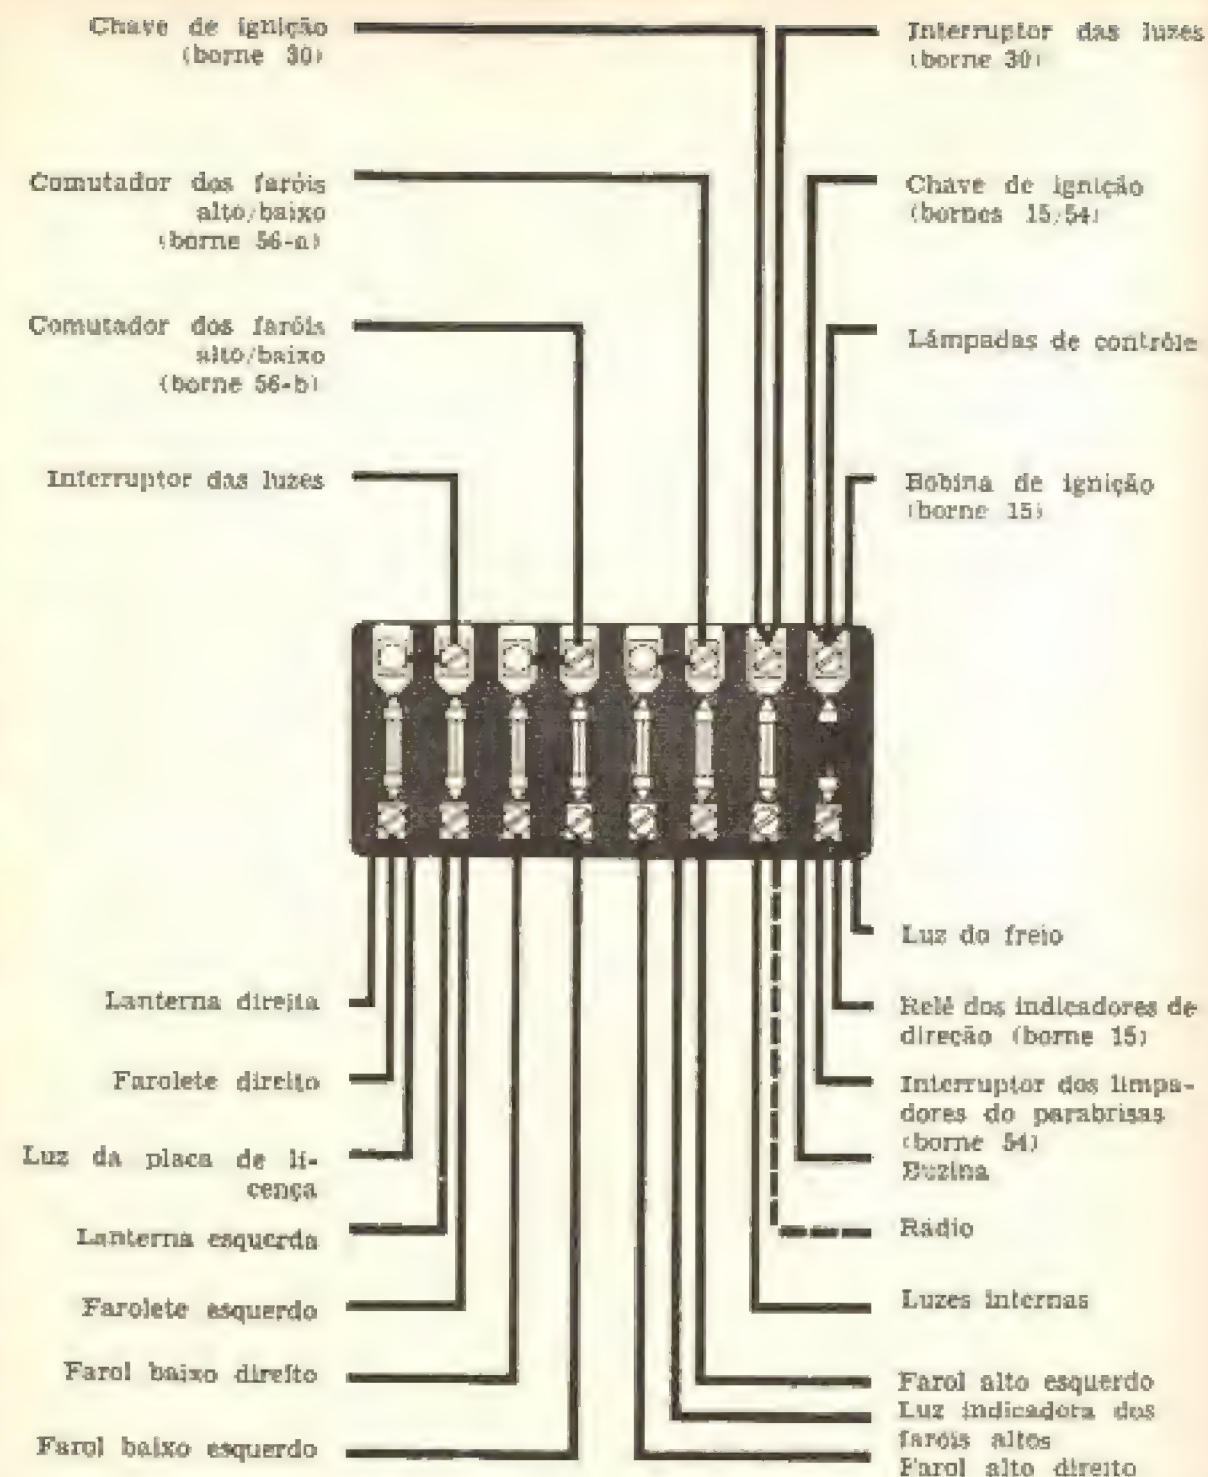 Chave de ignição
(borne 30)
Comutador dos faróis
alto/baixo
(borne 56-a)
Comutador dos faróis
alto/baixo
(borne 56-b)
Interruptor das luzes
Interruptor das luzes
(borne 30)
Chave de ignição
(bornes 15/54)
Lâmpadas de contrôle
Bobina de ignição
(borne 15)
Lanterna direita
Farolete direito
Luz da placa de li-
cença
Lanterna esquerda
Farolete esquerdo
Farol baixo direito
Farol baixo esquerdo
Luz do freio
Relé dos indicadores de
direção (borne 15)
Interruptor dos limpa-
dores do parabrisas
(borne 54)
Buzina
Rádio
Luzes internas
Farol alto esquerdo
Luz indicadora dos
faróis altos
Farol alto direito